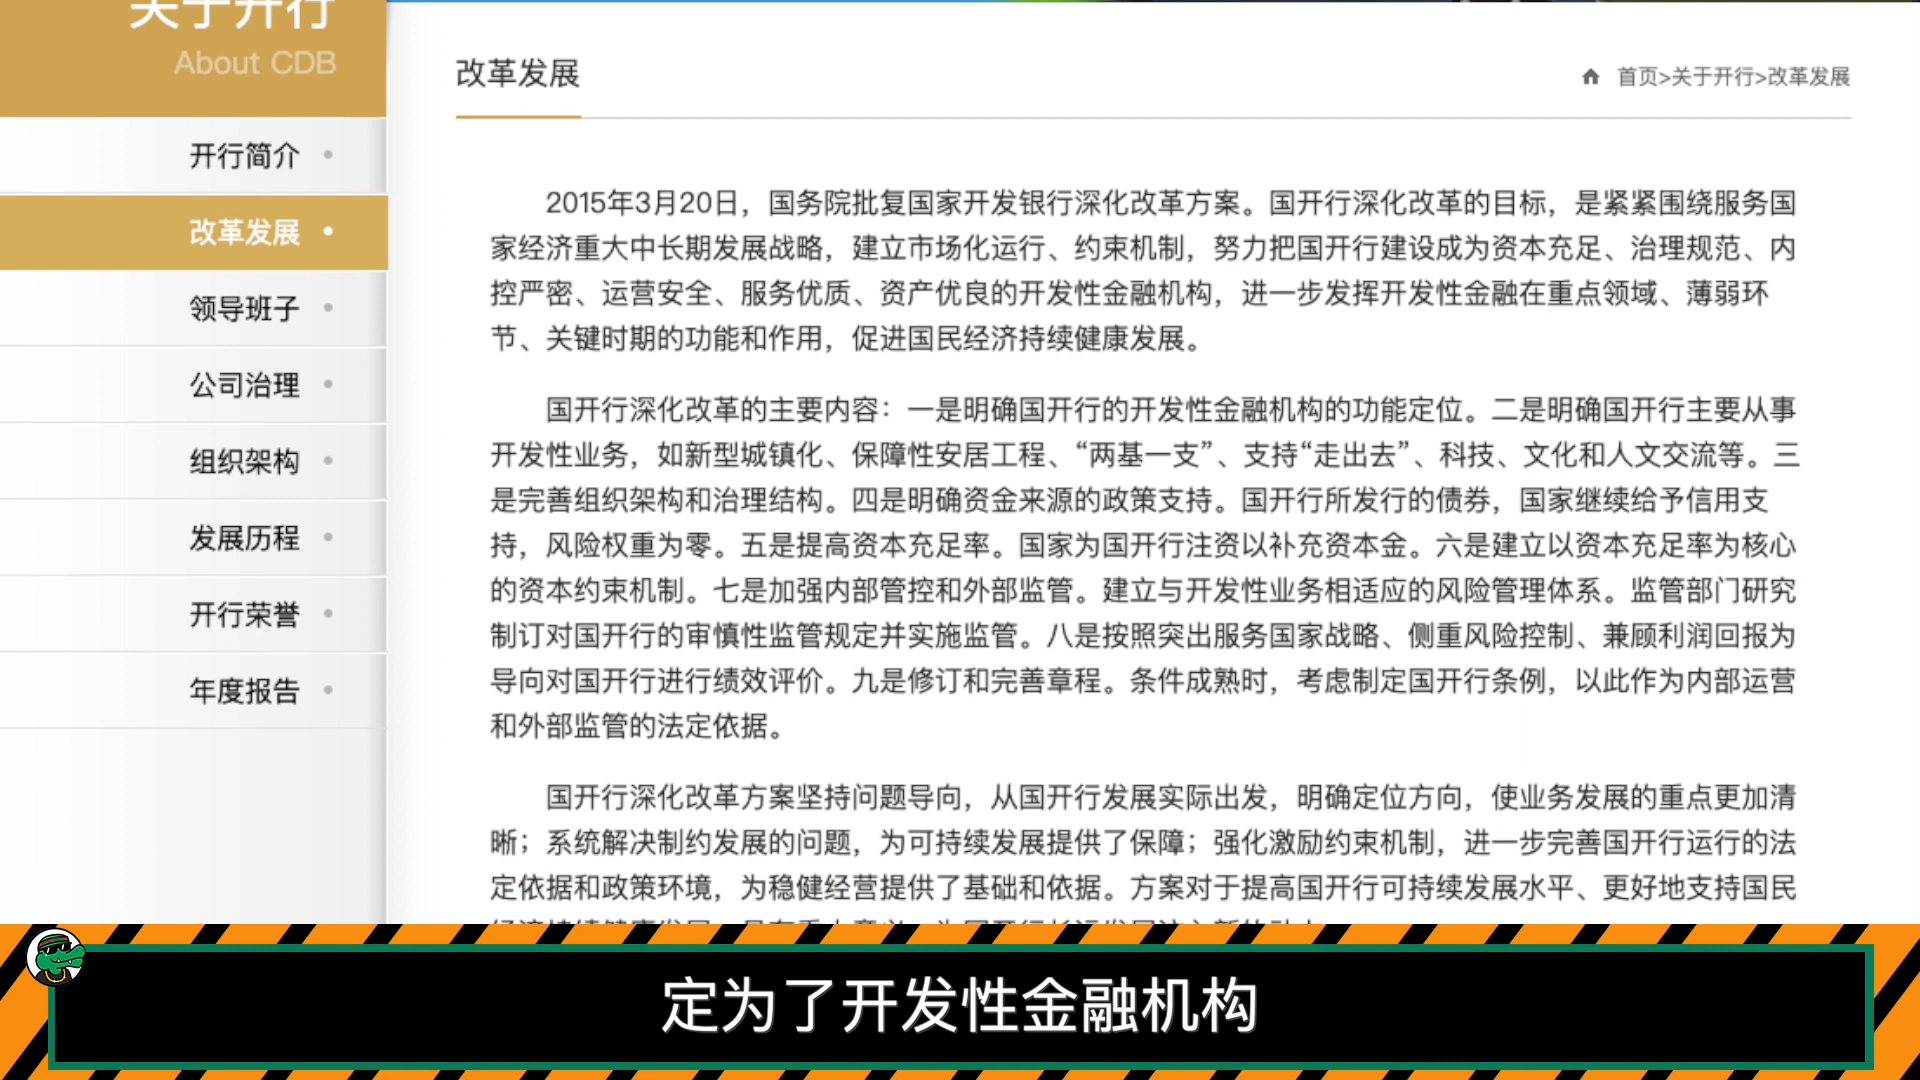 关于开行
About CDB
开行简介
改革发展
领导班子
公司治理
组织架构
发展历程
开行荣誉
年度报告
改革发展
首页>关于开行>改革发展
2015年3月20日，国务院批复国家开发银行深化改革方案。国开行深化改革的目标，是紧紧围绕服务国
家经济重大中长期发展战略，建立市场化运行、约束机制，努力把国开行建设成为资本充足、治理规范、内
控严密、运营安全、服务优质、资产优良的开发性金融机构，进一步发挥开发性金融在重点领域、薄弱环
节、关键时期的功能和作用，促进国民经济持续健康发展。
国开行深化改革的主要内容：一是明确国开行的开发性金融机构的功能定位。二是明确国开行主要从事
开发性业务，如新型城镇化、保障性安居工程、“两基一支”、支持“走出去”、科技、文化和人文交流等。三
是完善组织架构和治理结构。四是明确资金来源的政策支持。国开行所发行的债券，国家继续给予信用支
持，风险权重为零。五是提高资本充足率。国家为国开行注资以补充资本金。六是建立以资本充足率为核心
的资本约束机制。七是加强内部管控和外部监管。建立与开发性业务相适应的风险管理体系。监管部门研究
制订对国开行的审慎性监管规定并实施监管。八是按照突出服务国家战略、侧重风险控制、兼顾利润回报为
导向对国开行进行绩效评价。九是修订和完善章程。条件成熟时，考虑制定国开行条例，以此作为内部运营
和外部监管的法定依据。
国开行深化改革方案坚持问题导向，从国开行发展实际出发，明确定位方向，使业务发展的重点更加清
晰；系统解决制约发展的问题，为可持续发展提供了保障；强化激励约束机制，进一步完善国开行运行的法
定依据和政策环境，为稳健经营提供了基础和依据。方案对于提高国开行可持续发展水平、更好地支持国民
定为了开发性金融机构